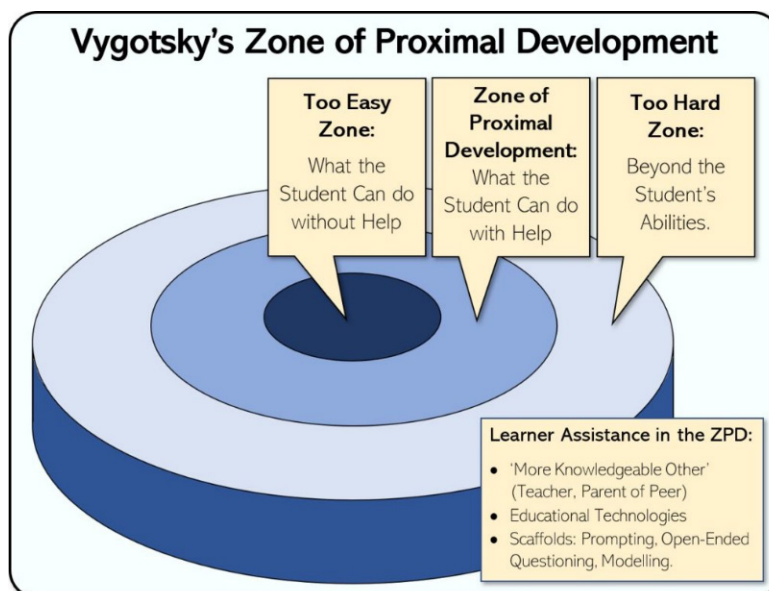 Vygotsky's Zone of Proximal Development
Too Easy
Zone:
What the
Student Can do
without Help
Zone of
Proximal
Development:
What the
Student Can do
with Help
Too Hard
Zone:
Beyond the
Student's
Abilities.
Learner Assistance in the ZPD:
• 'More Knowledgeable Other'
(Teacher, Parent of Peer)
• Educational Technologies
• Scaffolds: Prompting, Open-Ended
Questioning, Modelling.